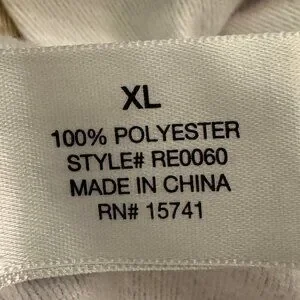 XL
100% POLYESTER
STYLE# RE0060
MADE IN CHINA
RN# 15741